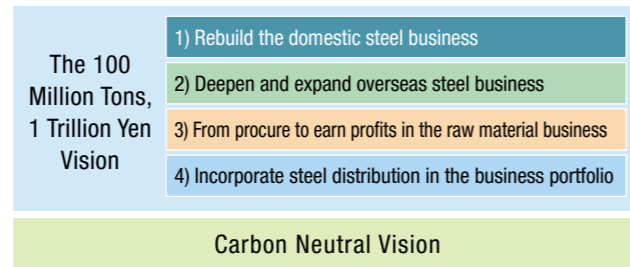 The 100
Million Tons,
1 Trillion Yen
Vision
1) Rebuild the domestic steel business
2) Deepen and expand overseas steel business
3) From procure to earn profits in the raw material business
4) Incorporate steel distribution in the business portfolio
Carbon Neutral Vision